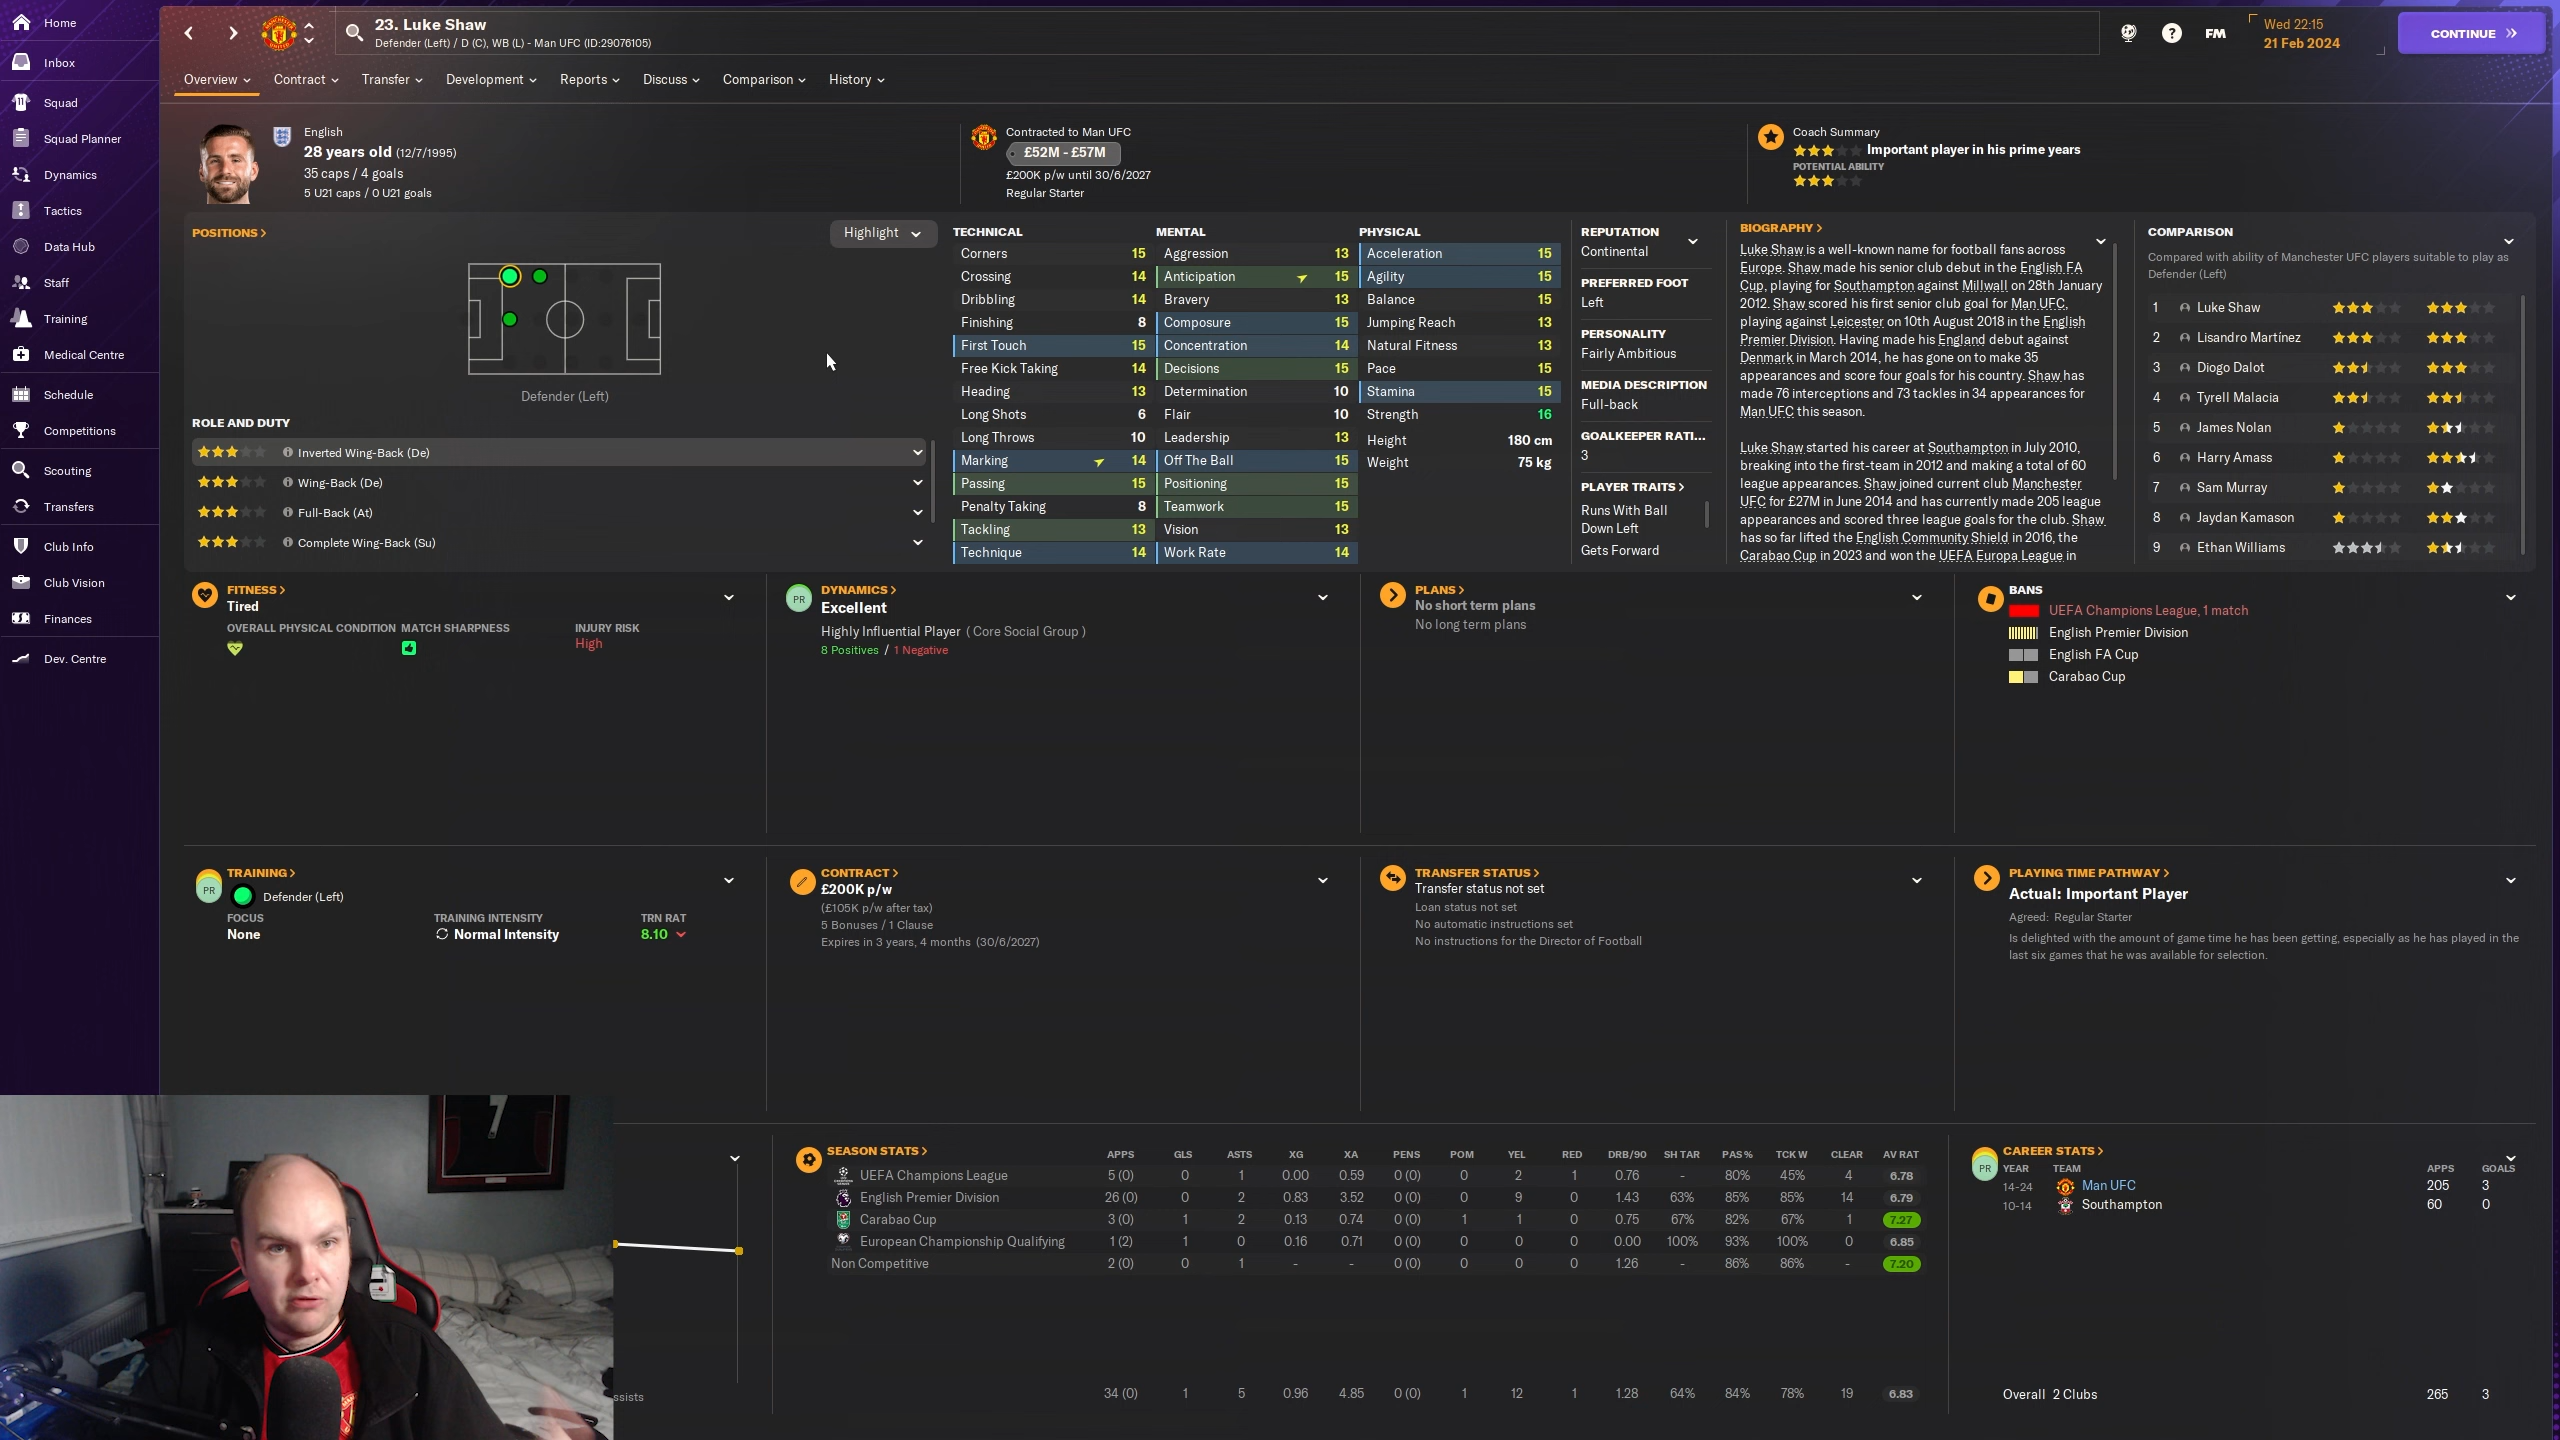 Home
Inbox
Squad
Squad Planner
Dynamics
Tactics
Data Hub
Staff
Training
Medical Centre
Schedule
Competitions
Scouting
Transfers
Club Info
Club Vision
Finances
Dev. Centre
23. Luke Shaw
Defender (Left) / D (C), WB (L) - Man UFC (ID:29076105)
FM
Wed 22:15
21 Feb 2024
CONTINUE
Overview Contract Transfer Development Reports Discuss Comparison History
English
28 years old (12/7/1995)
35 caps / 4 goals
5 U21 caps / 0 U21 goals
Contracted to Man UFC
£52M - £57M
£200K p/w until 30/6/2027
Regular Starter
Coach Summary
Important player in his prime years
POTENTIAL ABILITY
POSITIONS >
Highlight
Defender (Left)
ROLE AND DUTY
Inverted Wing-Back (De)
Wing-Back (De)
Full-Back (At)
Complete Wing-Back (Su)
TECHNICAL
Corners 15
Crossing 14
Dribbling 14
Finishing 8
First Touch 15
Free Kick Taking 14
Heading 13
Long Shots 6
Long Throws 10
Marking 14
Passing 15
Penalty Taking 8
Tackling 13
Technique 14
MENTAL
Aggression 13
Anticipation 15
Bravery 13
Composure 15
Concentration 14
Decisions 15
Determination 10
Flair 10
Leadership 13
Off The Ball 15
Positioning 15
Teamwork 15
Vision 13
Work Rate 14
PHYSICAL
Acceleration 15
Agility 15
Balance 15
Jumping Reach 13
Natural Fitness 13
Pace 15
Stamina 15
Strength 16
Height 180 cm
Weight 75 kg
REPUTATION
Continental
PREFERRED FOOT
Left
PERSONALITY
Fairly Ambitious
MEDIA DESCRIPTION
Full-back
GOALKEEPER RATI...
3
PLAYER TRAITS >
Runs With Ball
Down Left
Gets Forward
BIOGRAPHY >
Luke Shaw is a well-known name for football fans across
Europe. Shaw made his senior club debut in the English FA
Cup, playing for Southampton against Millwall on 28th January
2012. Shaw scored his first senior club goal for Man UFC,
playing against Leicester on 10th August 2018 in the English
Premier Division. Having made his England debut against
Denmark in March 2014, he has gone on to make 35
appearances and score four goals for his country. Shaw has
made 76 interceptions and 73 tackles in 34 appearances for
Man UFC this season.
Luke Shaw started his career at Southampton in July 2010,
breaking into the first-team in 2012 and making a total of 60
league appearances. Shaw joined current club Manchester
UFC for £27M in June 2014 and has currently made 205 league
appearances and scored three league goals for the club. Shaw
has so far lifted the English Community Shield in 2016, the
Carabao Cup in 2023 and won the UEFA Europa League in
COMPARISON
Compared with ability of Manchester UFC players suitable to play as
Defender (Left)
1 Luke Shaw
2 Lisandro Martínez
3 Diogo Dalot
4 Tyrell Malacia
5 James Nolan
6 Harry Amass
7 Sam Murray
8 Jaydan Kamason
9 Ethan Williams
FITNESS >
Tired
OVERALL PHYSICAL CONDITION MATCH SHARPNESS INJURY RISK
High
PR
DYNAMICS >
Excellent
Highly Influential Player ( Core Social Group )
8 Positives / 1 Negative
PLANS >
No short term plans
No long term plans
BANS
UEFA Champions League, 1 match
English Premier Division
English FA Cup
Carabao Cup
PR
TRAINING >
Defender (Left)
FOCUS TRAINING INTENSITY TRN RAT
None Normal Intensity 8.10
CONTRACT >
£200K p/w
(£105K p/w after tax)
5 Bonuses / 1 Clause
Expires in 3 years, 4 months (30/6/2027)
TRANSFER STATUS >
Transfer status not set
Loan status not set
No automatic instructions set
No instructions for the Director of Football
PLAYING TIME PATHWAY >
Actual: Important Player
Agreed: Regular Starter
Is delighted with the amount of game time he has been getting, especially as he has played in the
last six games that he was available for selection.
7
ssists
SEASON STATS > APPS GLS ASTS XG XA PENS POM YEL RED DRB/90 SH TAR PAS % TCK W CLEAR AV RAT
UEFA Champions League 5 (0) 0 1 0.00 0.59 0 (0) 0 2 1 0.76 - 80% 45% 4 6.78
English Premier Division 26 (0) 0 2 0.83 3.52 0 (0) 0 9 0 1.43 63% 85% 85% 14 6.79
Carabao Cup 3 (0) 1 2 0.13 0.74 0 (0) 1 1 0 0.75 67% 82% 67% 1 7.27
European Championship Qualifying 1 (2) 1 0 0.16 0.71 0 (0) 0 0 0 0.00 100% 93% 100% 0 6.85
Non Competitive 2 (0) 0 1 - - 0 (0) 0 0 0 1.26 - 86% 86% - 7.20
34 (0) 1 5 0.96 4.85 0 (0) 1 12 1 1.28 64% 84% 78% 19 6.83
PR
CAREER STATS >
YEAR TEAM APPS GOALS
14-24 Man UFC 205 3
10-14 Southampton 60 0
Overall 2 Clubs 265 3